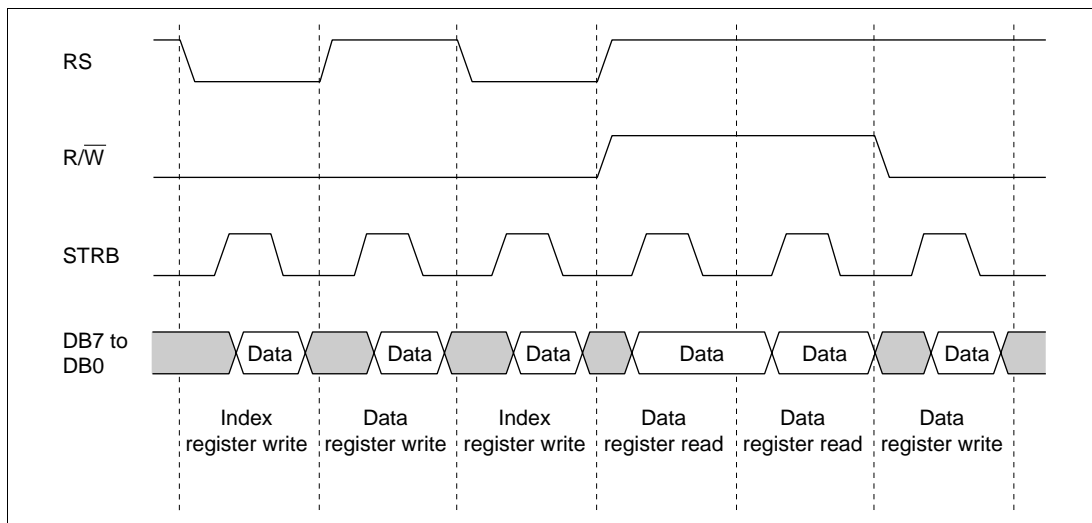 RS
R/W̅
STRB
DB7 to
DB0
Data Data Data Data Data Data
Index Data Index Data Data Data
register write register write register write register read register read register write